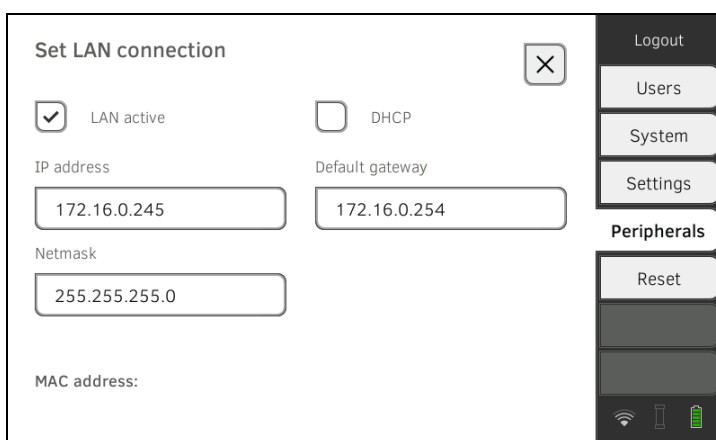 Set LAN connection
LAN active
DHCP
IP address
Default gateway
172.16.0.245
172.16.0.254
Netmask
255.255.255.0
MAC address:
Logout
Users
System
Settings
Peripherals
Reset